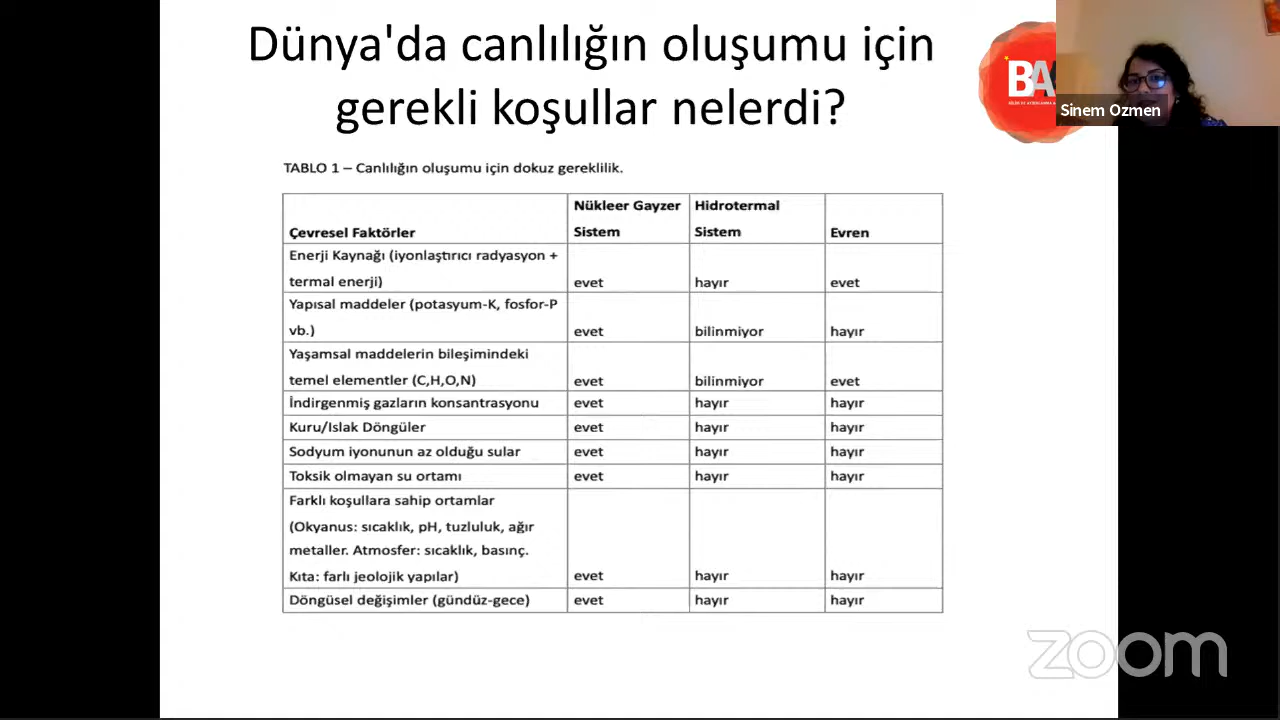 Dünya'da canlılığın oluşumu için
gerekli koşullar nelerdi?
BA
Sinem Ozmen
TABLO 1 – Canlılığın oluşumu için dokuz gereklilik.
Çevresel Faktörler
Nükleer Gayzer
Sistem
Hidrotermal
Sistem
Evren
Enerji Kaynağı (iyonlaştırıcı radyasyon +
termal enerji)
evet
hayır
evet
Yapısal maddeler (potasyum-K, fosfor-P
vb.)
evet
bilinmiyor
hayır
Yaşamsal maddelerin bileşimindeki
temel elementler (C,H,O,N)
evet
bilinmiyor
evet
İndirgenmiş gazların konsantrasyonu
evet
hayır
hayır
Kuru/Islak Döngüler
evet
hayır
hayır
Sodyum iyonunun az olduğu sular
evet
hayır
hayır
Toksik olmayan su ortamı
evet
hayır
hayır
Farklı koşullara sahip ortamlar
(Okyanus: sıcaklık, pH, tuzluluk, ağır
metaller. Atmosfer: sıcaklık, basınç.
Kıta: farlı jeolojik yapılar)
evet
hayır
hayır
Döngüsel değişimler (gündüz-gece)
evet
hayır
hayır
zoom